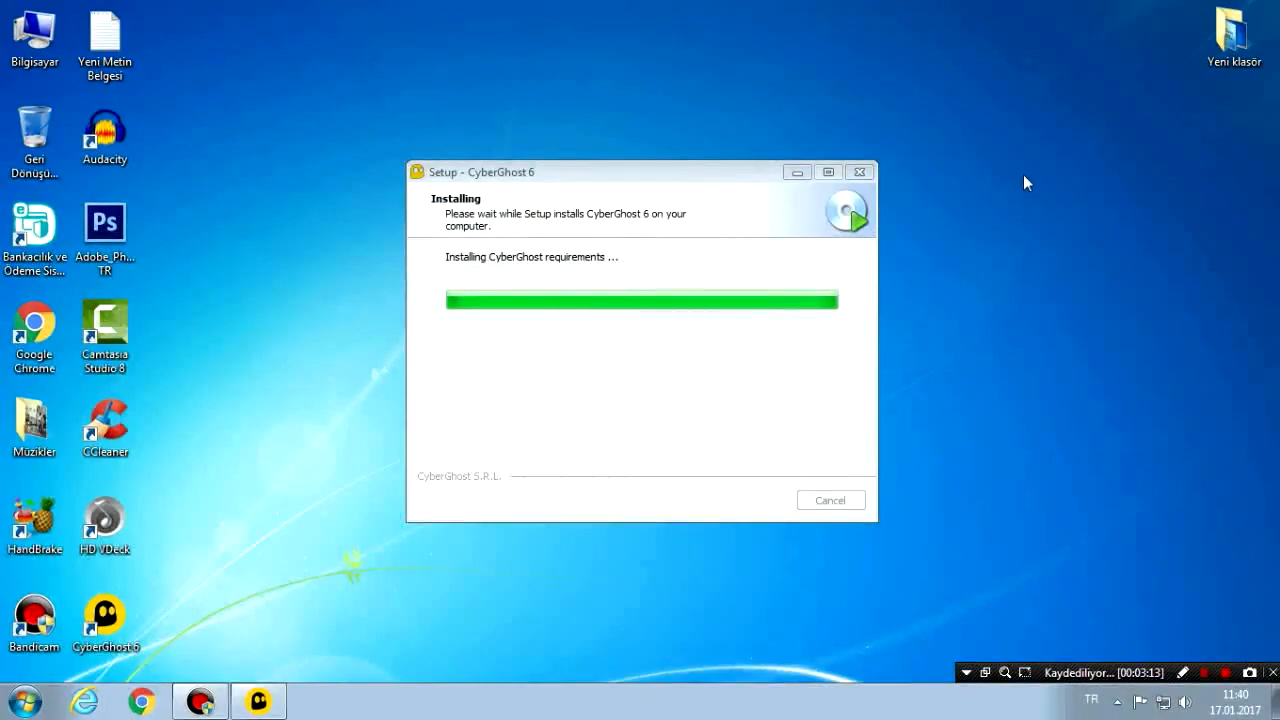 Bilgisayar
Yeni Metin
Belgesi
Yeni klasör
Geri
Dönüşü...
Audacity
Bankacılık ve
Ödeme Sis...
Ps
Adobe_Ph...
TR
Google
Chrome
C
Camtasia
Studio 8
Müzikler
CCleaner
HandBrake
HD VDeck
Bandicam
CyberGhost 6
Setup - CyberGhost 6
Installing
Please wait while Setup installs CyberGhost 6 on your
computer.
Installing CyberGhost requirements ...
CyberGhost S.R.L.
Cancel
Kaydediliyor... [00:03:13]
TR
11:40
17.01.2017